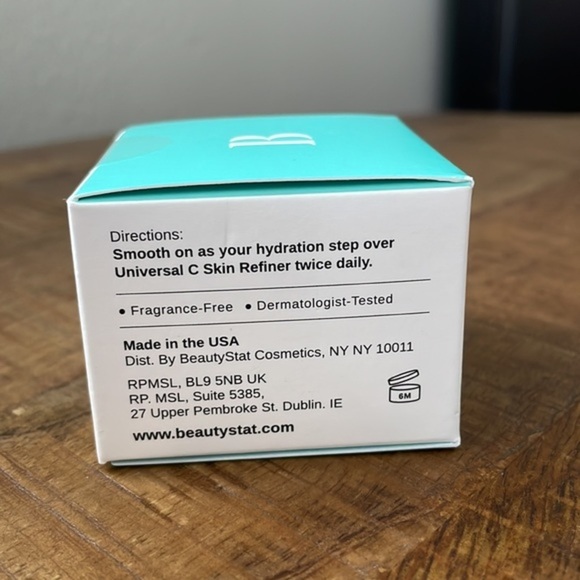 B
Directions:
Smooth on as your hydration step over
Universal C Skin Refiner twice daily.
• Fragrance-Free • Dermatologist-Tested
Made in the USA
Dist. By BeautyStat Cosmetics, NY NY 10011
RPMSL, BL9 5NB UK
RP. MSL, Suite 5385,
27 Upper Pembroke St. Dublin. IE
6M
www.beautystat.com